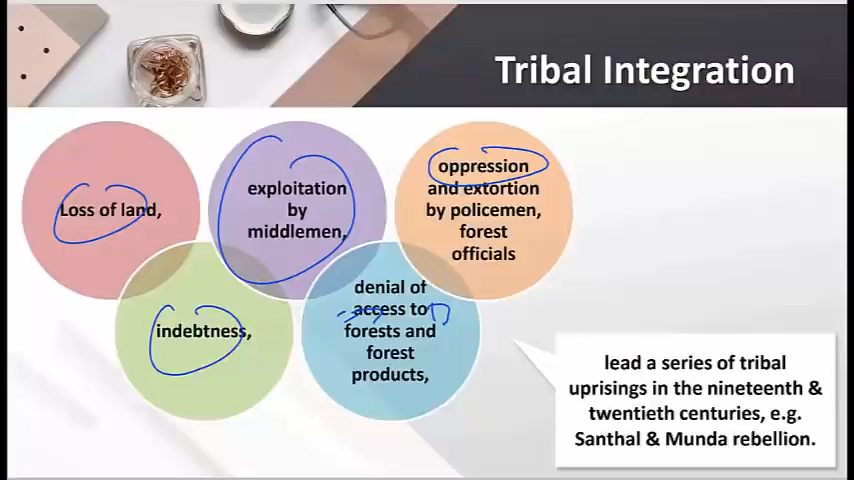 Tribal Integration
Loss of land,
exploitation
by
middlemen,
oppression
and extortion
by policemen,
forest
officials
indebtness,
denial of
access to
forests and
forest
products,
lead a series of tribal
uprisings in the nineteenth &
twentieth centuries, e.g.
Santhal & Munda rebellion.